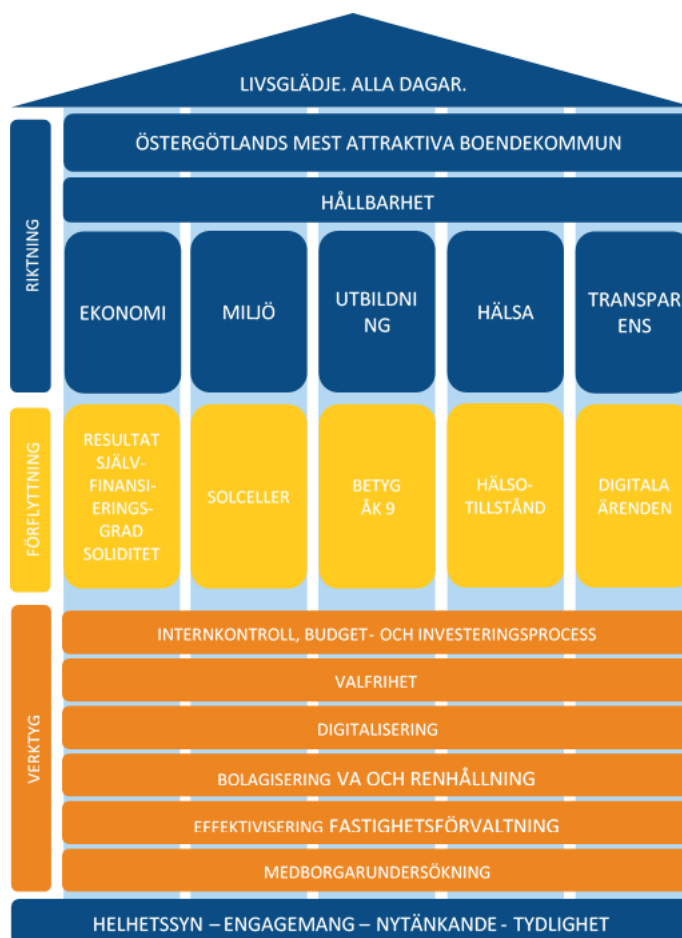 LIVSGLÄDJE. ALLA DAGAR.
RIKTNING
ÖSTERGÖTLANDS MEST ATTRAKTIVA BOENDEKOMMUN
HÅLLBARHET
EKONOMI
MILJÖ
UTBILDNI
NG
HÄLSA
TRANSPAR
ENS
FÖRFLYTTNING
RESULTAT
SJÄLV-
FINANSI-
ERINGS-
GRAD
SOLIDITET
SOLCELLER
BETYG
ÅK 9
HÄLSO-
TILLSTÅND
DIGITALA
ÄRENDEN
VERKTYG
INTERNKONTROLL, BUDGET- OCH INVESTERINGSPROCESS
VALFRIHET
DIGITALISERING
BOLAGISERING VA OCH RENHÅLLNING
EFFEKTIVISERING FASTIGHETSFÖRVALTNING
MEDBORGARUNDERSÖKNING
HELHETSSYN – ENGAGEMANG – NYTÄNKANDE - TYDLIGHET